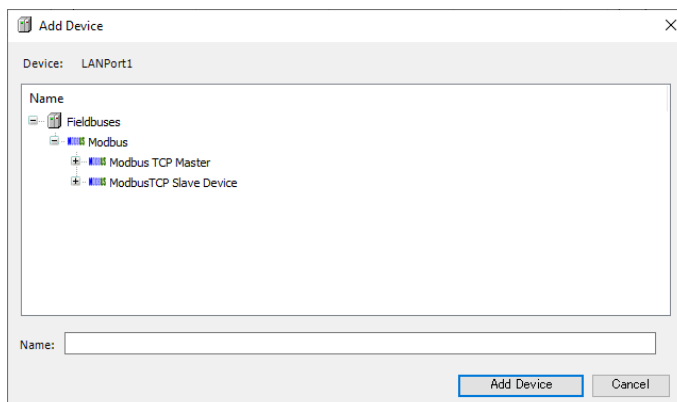 Add Device
Device: LANPort1
Name
Fieldbuses
Modbus
Modbus TCP Master
ModbusTCP Slave Device
Name:
Add Device Cancel